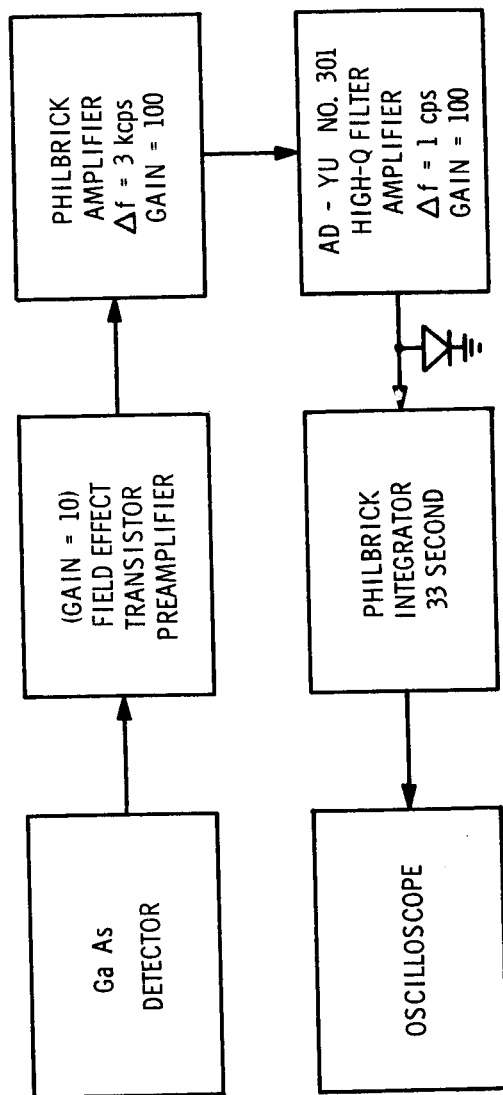 Ga As
DETECTOR
(GAIN = 10)
FIELD EFFECT
TRANSISTOR
PREAMPLIFIER
PHILBRICK
AMPLIFIER
Δf = 3 kcps
GAIN = 100
AD - YU NO. 301
HIGH-Q FILTER
AMPLIFIER
Δf = 1 cps
GAIN = 100
PHILBRICK
INTEGRATOR
33 SECOND
OSCILLOSCOPE